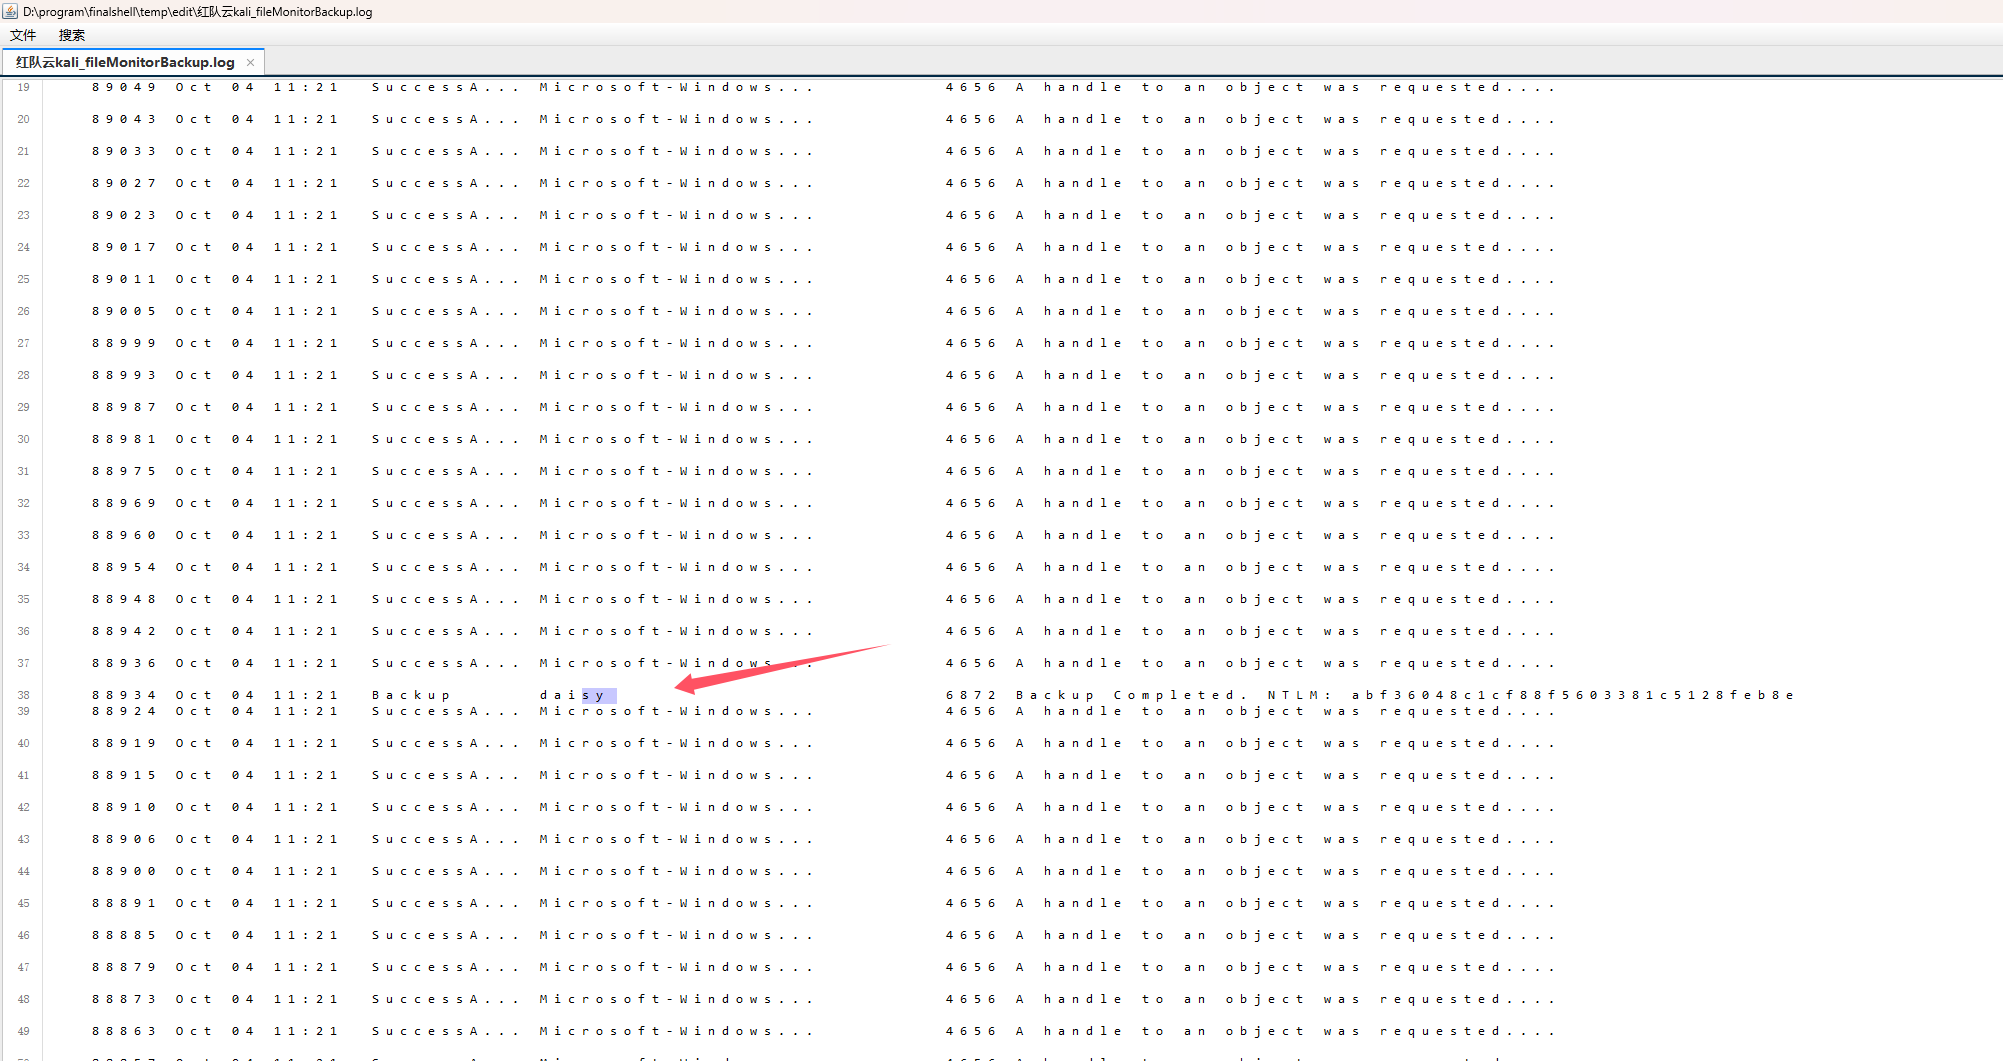 D:\program\finalshell\temp\edit\红队云kali_fileMonitorBackup.log
文件 搜索
红队云kali_fileMonitorBackup.log ×
19 89049 Oct 04 11:21 SuccessA... Microsoft-Windows... 4656 A handle to an object was requested....
20 89043 Oct 04 11:21 SuccessA... Microsoft-Windows... 4656 A handle to an object was requested....
21 89033 Oct 04 11:21 SuccessA... Microsoft-Windows... 4656 A handle to an object was requested....
22 89027 Oct 04 11:21 SuccessA... Microsoft-Windows... 4656 A handle to an object was requested....
23 89023 Oct 04 11:21 SuccessA... Microsoft-Windows... 4656 A handle to an object was requested....
24 89017 Oct 04 11:21 SuccessA... Microsoft-Windows... 4656 A handle to an object was requested....
25 89011 Oct 04 11:21 SuccessA... Microsoft-Windows... 4656 A handle to an object was requested....
26 89005 Oct 04 11:21 SuccessA... Microsoft-Windows... 4656 A handle to an object was requested....
27 88999 Oct 04 11:21 SuccessA... Microsoft-Windows... 4656 A handle to an object was requested....
28 88993 Oct 04 11:21 SuccessA... Microsoft-Windows... 4656 A handle to an object was requested....
29 88987 Oct 04 11:21 SuccessA... Microsoft-Windows... 4656 A handle to an object was requested....
30 88981 Oct 04 11:21 SuccessA... Microsoft-Windows... 4656 A handle to an object was requested....
31 88975 Oct 04 11:21 SuccessA... Microsoft-Windows... 4656 A handle to an object was requested....
32 88969 Oct 04 11:21 SuccessA... Microsoft-Windows... 4656 A handle to an object was requested....
33 88960 Oct 04 11:21 SuccessA... Microsoft-Windows... 4656 A handle to an object was requested....
34 88954 Oct 04 11:21 SuccessA... Microsoft-Windows... 4656 A handle to an object was requested....
35 88948 Oct 04 11:21 SuccessA... Microsoft-Windows... 4656 A handle to an object was requested....
36 88942 Oct 04 11:21 SuccessA... Microsoft-Windows... 4656 A handle to an object was requested....
37 88936 Oct 04 11:21 SuccessA... Microsoft-Windows... 4656 A handle to an object was requested....
38 88934 Oct 04 11:21 Backup daisy 6872 Backup Completed. NTLM: abf36048c1cf88f5603381c5128feb8e
39 88924 Oct 04 11:21 SuccessA... Microsoft-Windows... 4656 A handle to an object was requested....
40 88919 Oct 04 11:21 SuccessA... Microsoft-Windows... 4656 A handle to an object was requested....
41 88915 Oct 04 11:21 SuccessA... Microsoft-Windows... 4656 A handle to an object was requested....
42 88910 Oct 04 11:21 SuccessA... Microsoft-Windows... 4656 A handle to an object was requested....
43 88906 Oct 04 11:21 SuccessA... Microsoft-Windows... 4656 A handle to an object was requested....
44 88900 Oct 04 11:21 SuccessA... Microsoft-Windows... 4656 A handle to an object was requested....
45 88891 Oct 04 11:21 SuccessA... Microsoft-Windows... 4656 A handle to an object was requested....
46 88885 Oct 04 11:21 SuccessA... Microsoft-Windows... 4656 A handle to an object was requested....
47 88879 Oct 04 11:21 SuccessA... Microsoft-Windows... 4656 A handle to an object was requested....
48 88873 Oct 04 11:21 SuccessA... Microsoft-Windows... 4656 A handle to an object was requested....
49 88863 Oct 04 11:21 SuccessA... Microsoft-Windows... 4656 A handle to an object was requested....